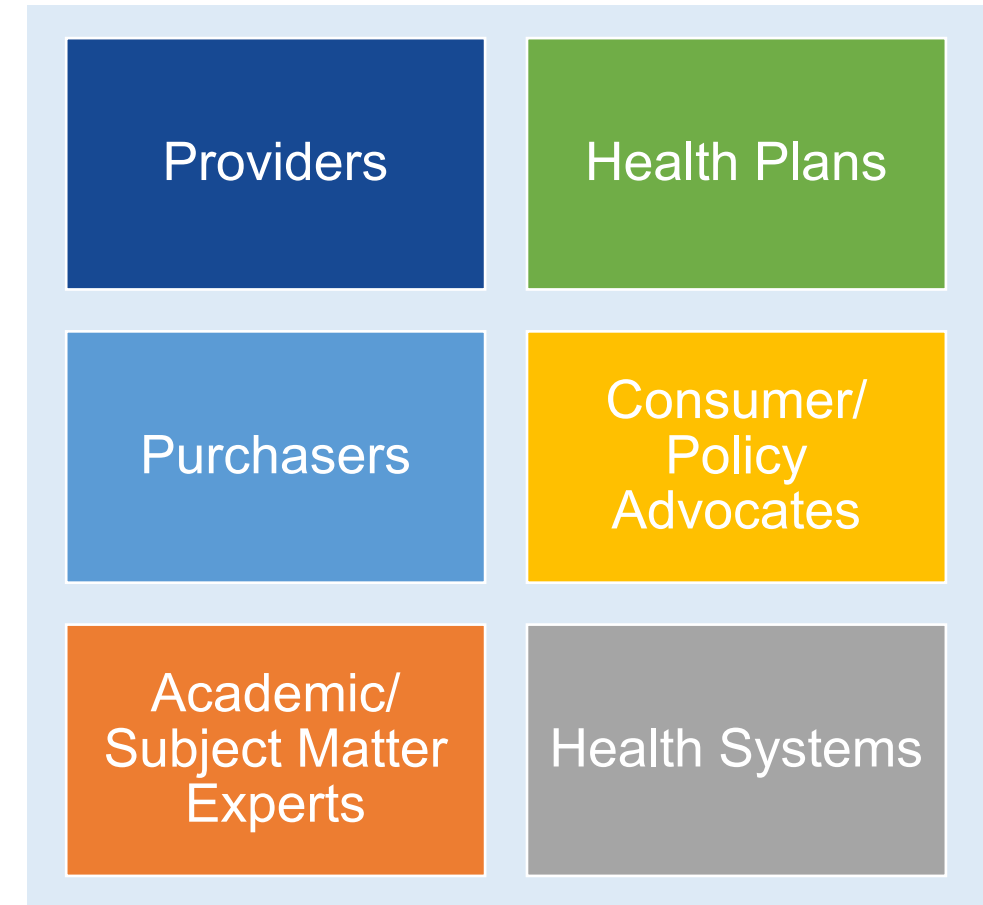 Providers
Health Plans
Purchasers
Consumer/
Policy
Advocates
Academic/
Subject Matter
Experts
Health Systems